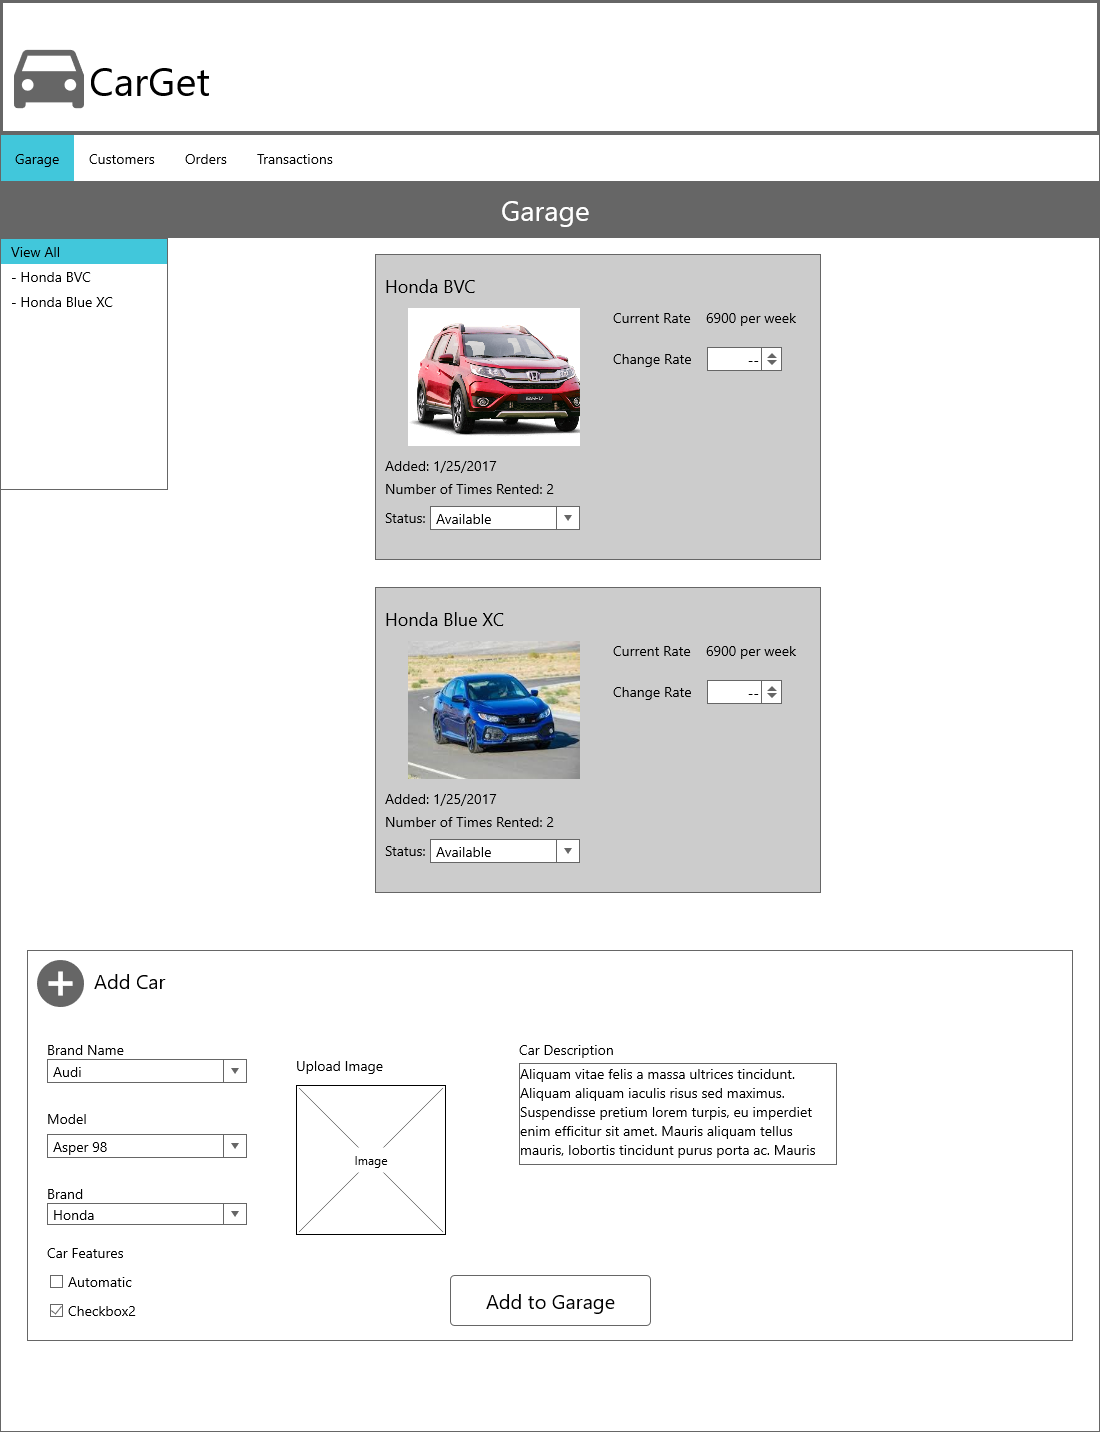 CarGet
Garage
Customers
Orders
Transactions
Garage
View All
- Honda BVC
- Honda Blue XC
Honda BVC
Current Rate
6900 per week
Change Rate
--
Added: 1/25/2017
Number of Times Rented: 2
Status:
Available
Honda Blue XC
Current Rate
6900 per week
Change Rate
--
Added: 1/25/2017
Number of Times Rented: 2
Status:
Available
Add Car
Brand Name
Audi
Model
Asper 98
Brand
Honda
Car Features
Automatic
Checkbox2
Upload Image
Image
Car Description
Aliquam vitae felis a massa ultrices tincidunt.
Aliquam aliquam iaculis risus sed maximus.
Suspendisse pretium lorem turpis, eu imperdiet
enim efficitur sit amet. Mauris aliquam tellus
mauris, lobortis tincidunt purus porta ac. Mauris
Add to Garage